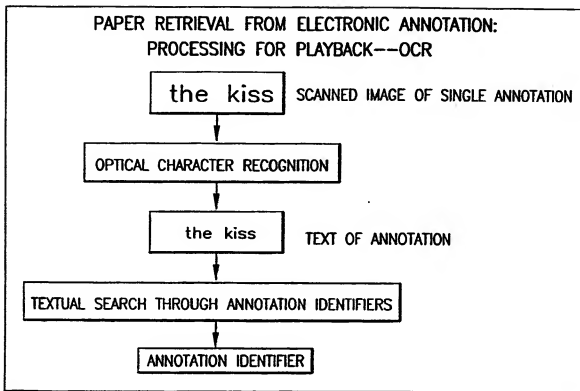 PAPER RETRIEVAL FROM ELECTRONIC ANNOTATION:
PROCESSING FOR PLAYBACK--OCR
the kiss SCANNED IMAGE OF SINGLE ANNOTATION
OPTICAL CHARACTER RECOGNITION
the kiss TEXT OF ANNOTATION
TEXTUAL SEARCH THROUGH ANNOTATION IDENTIFIERS
ANNOTATION IDENTIFIER